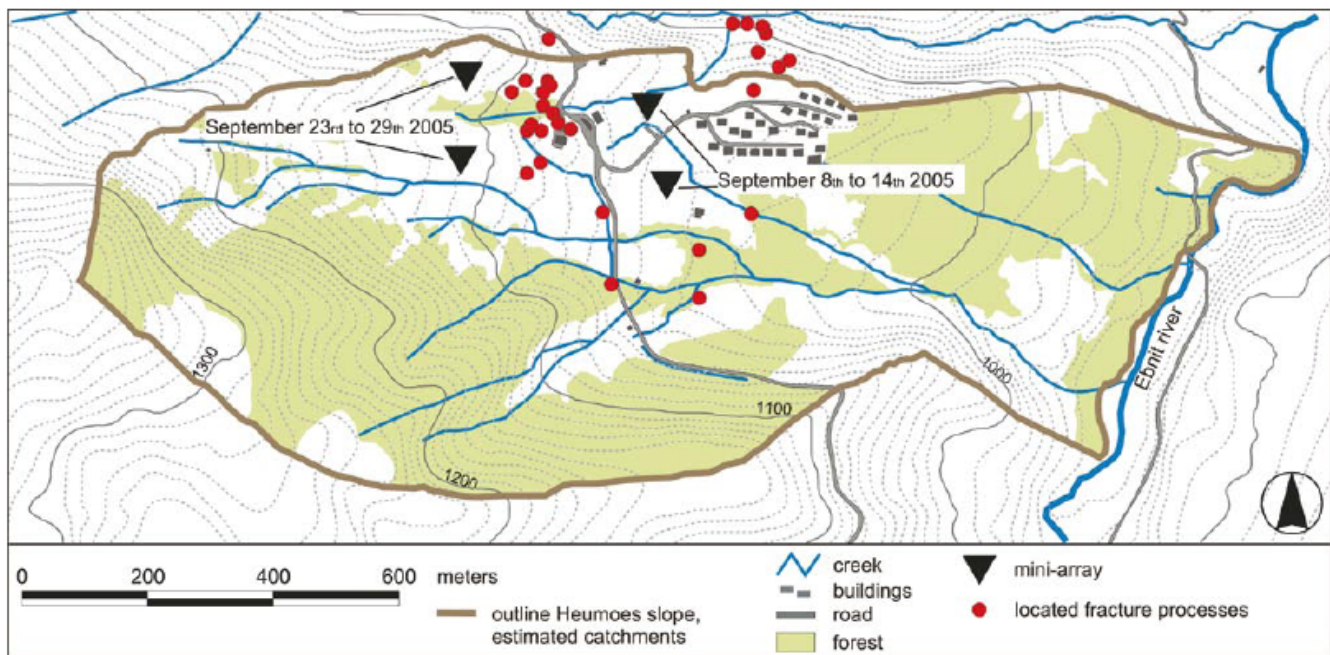 September 23rd to 29th 2005
September 8th to 14th 2005
Ebnit river
1300
1000
1100
1200
0 200 400 600 meters
outline Heumoes slope,
estimated catchments
creek
buildings
road
forest
mini-array
located fracture processes